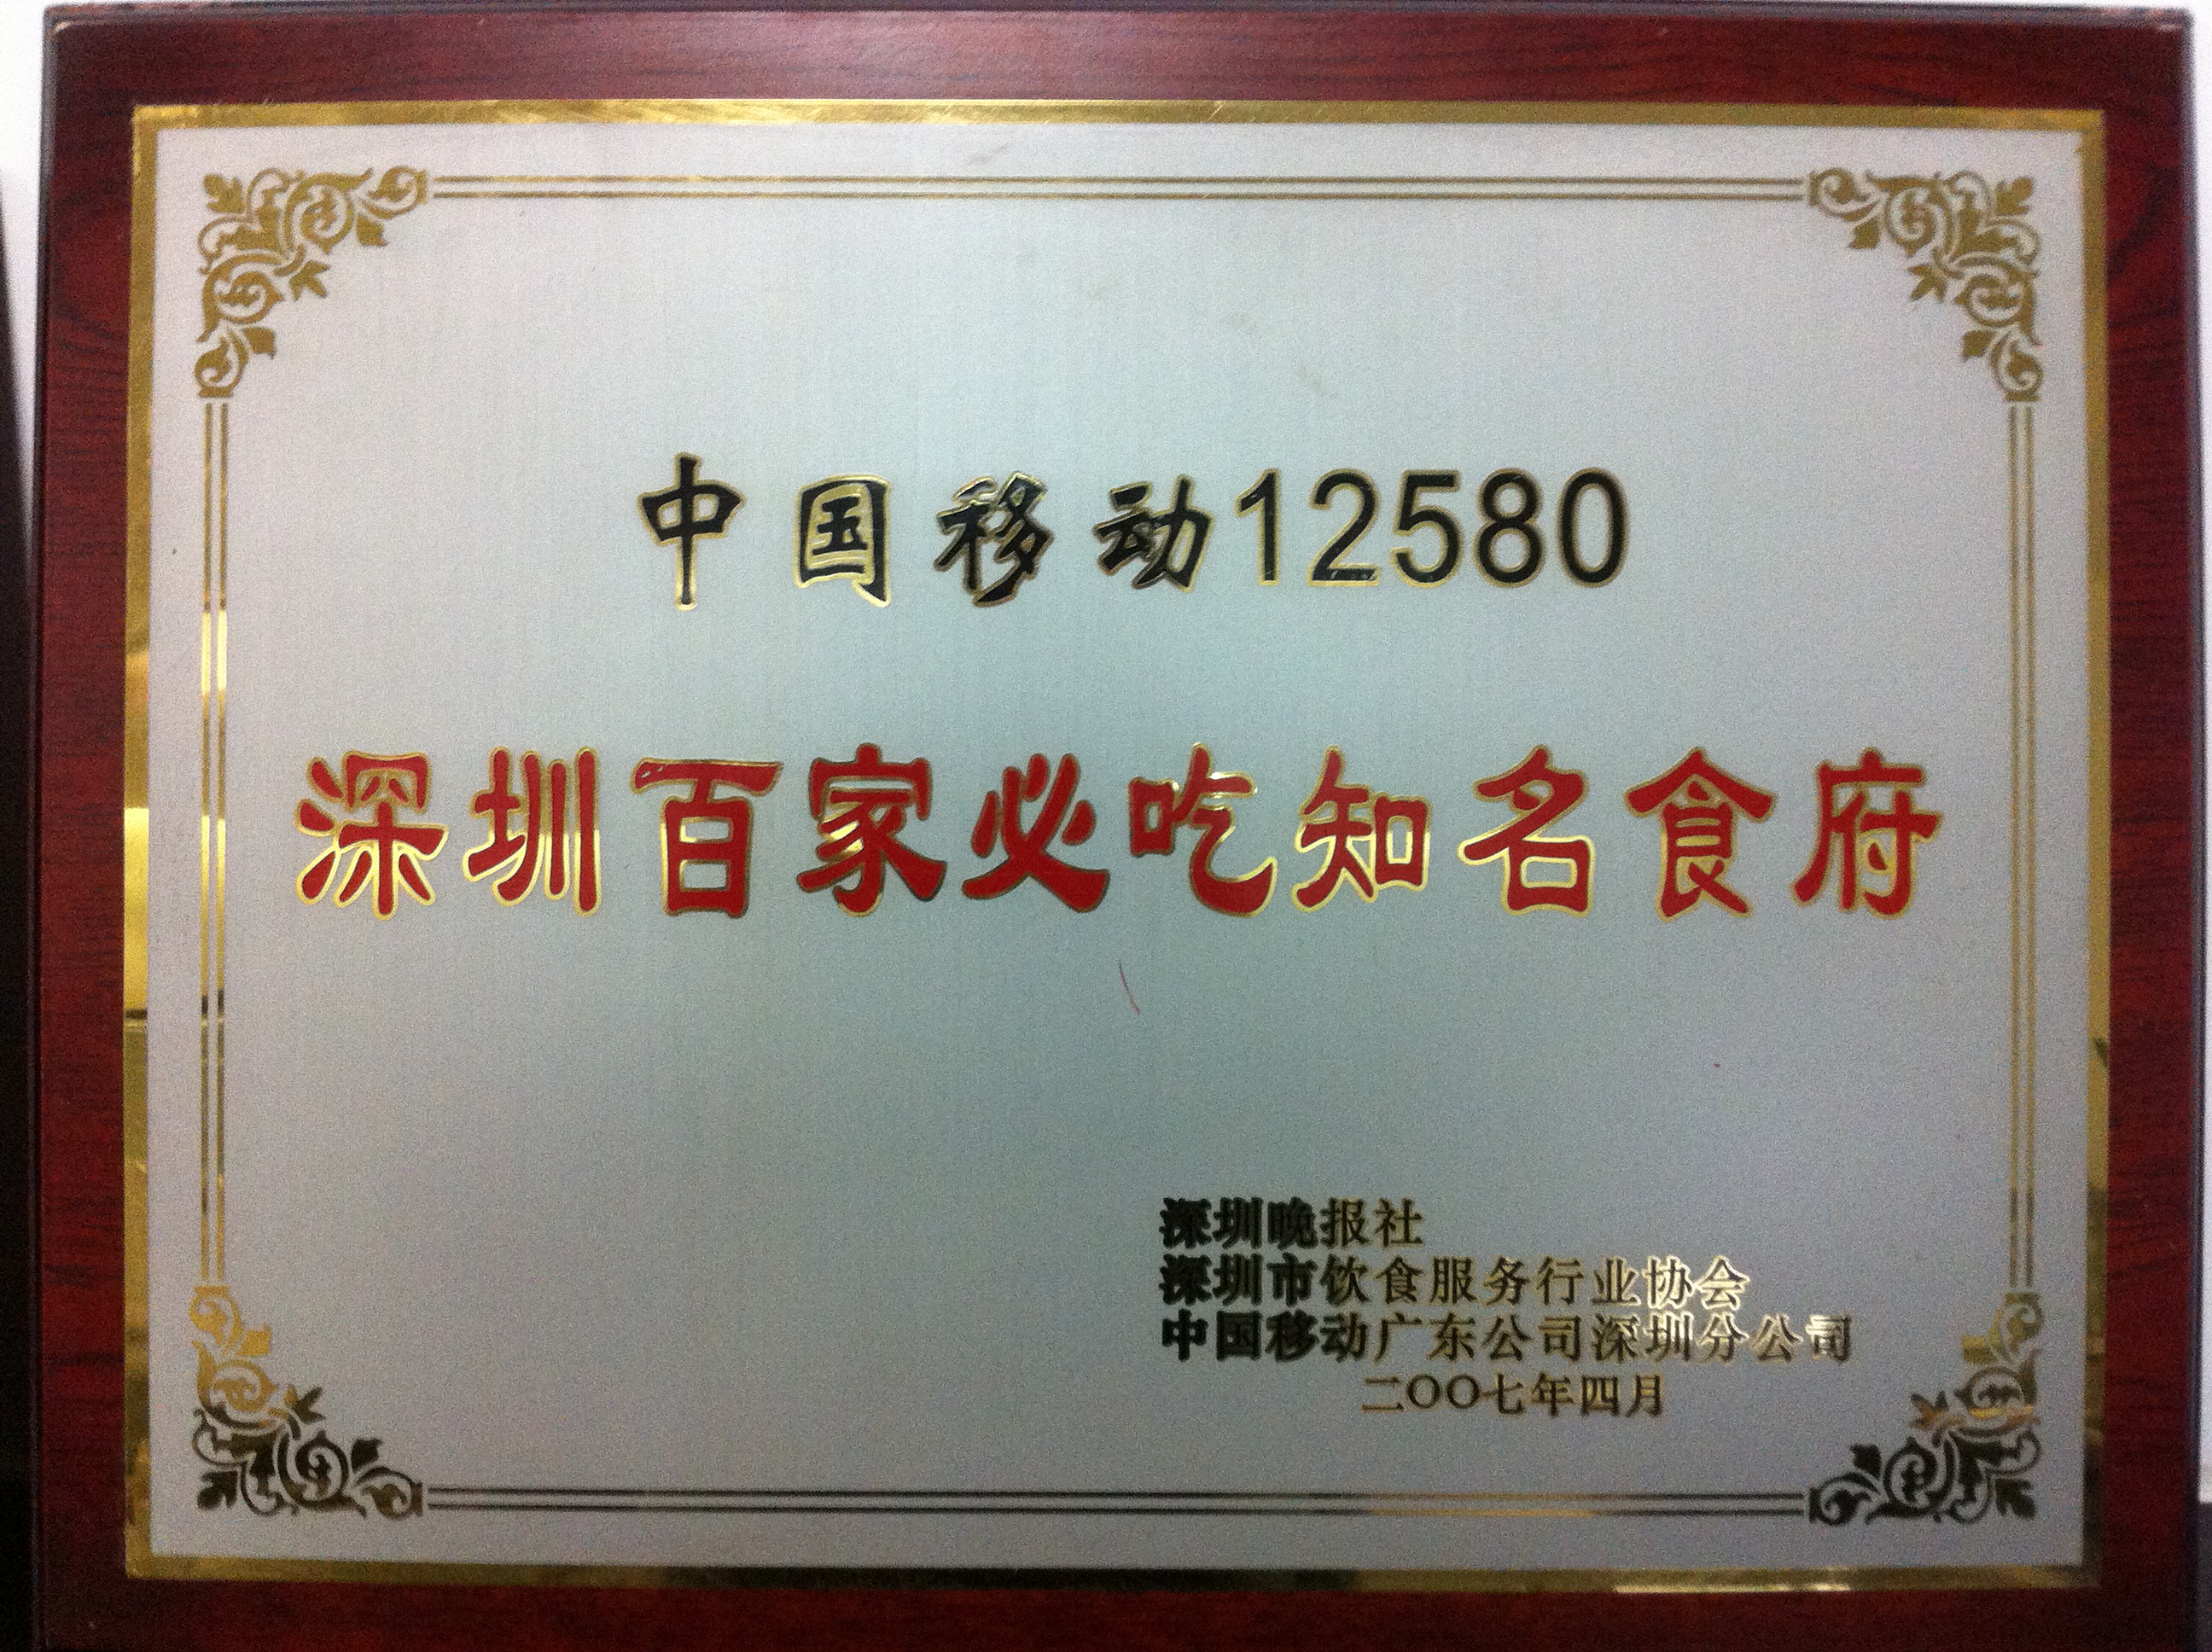 中国移动12580
深圳百家必吃知名食府
深圳晚报社
深圳市饮食服务行业协会
中国移动广东公司深圳分公司
二〇〇七年四月